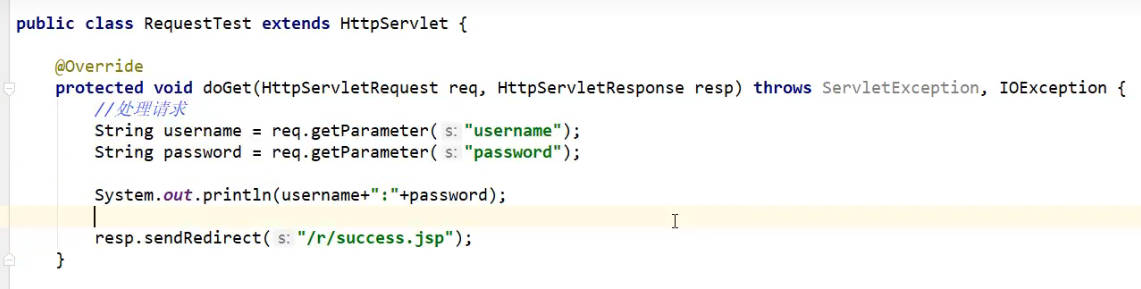 public class RequestTest extends HttpServlet {
@Override
protected void doGet(HttpServletRequest req, HttpServletResponse resp) throws ServletException, IOException {
//处理请求
String username = req.getParameter( s: "username");
String password = req.getParameter( s: "password");
System.out.println(username+":"+password);
resp.sendRedirect( s: "/r/success.jsp");
}